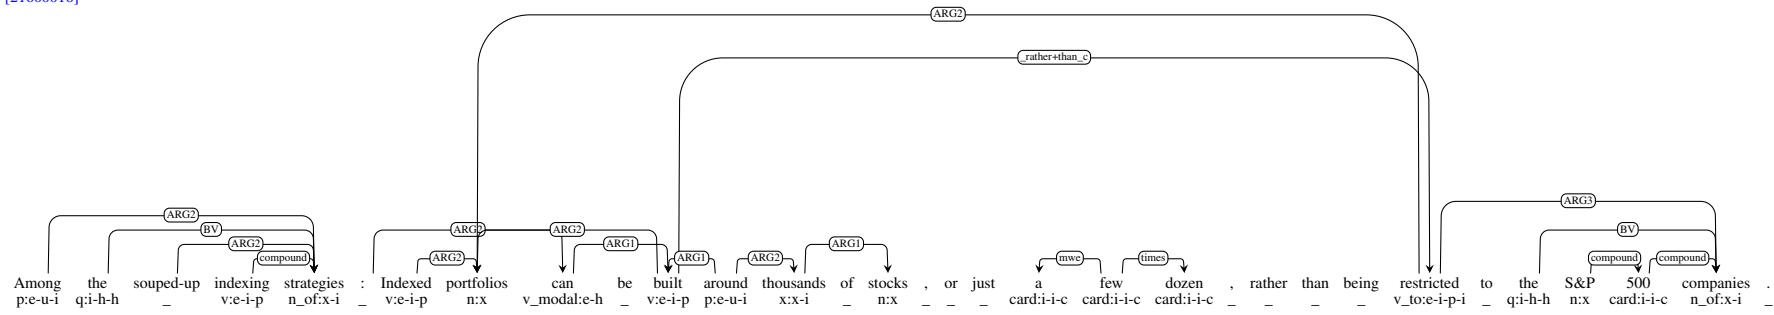 ARG2
_rather+than_c
ARG2 ARG3
BV ARG2 ARG2 BV
ARG2 ARG1 ARG1
compound ARG2 ARG1 ARG2 mwe times compound compound
Among the souped-up indexing strategies : Indexed portfolios can be built around thousands of stocks , or just a few dozen , rather than being restricted to the S&P 500 companies .
p:e-u-i q:i-h-h _ v:e-i-p n_of:x-i _ v:e-i-p n:x v_modal:e-h _ v:e-i-p p:e-u-i x:x-i _ n:x _ _ _ card:i-i-c card:i-i-c card:i-i-c _ _ _ _ v_to:e-i-p-i _ q:i-h-h n:x card:i-i-c n_of:x-i _